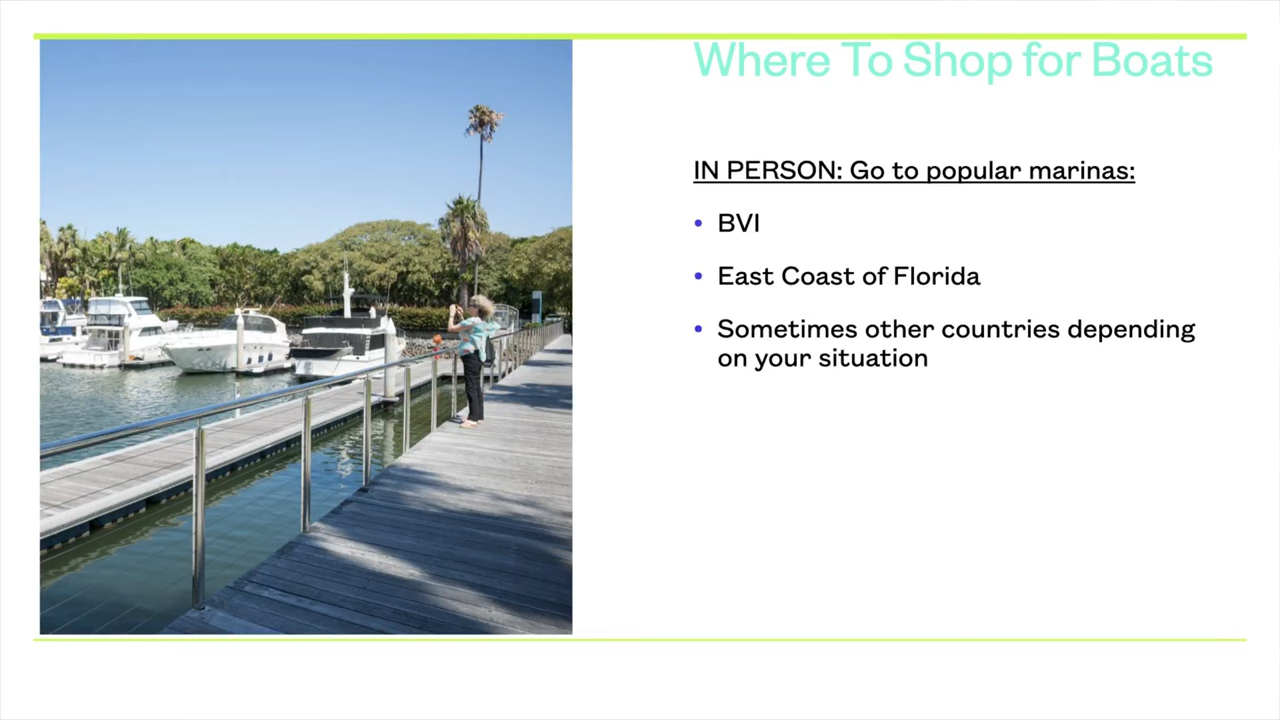 Where To Shop for Boats
IN PERSON: Go to popular marinas:
• BVI
• East Coast of Florida
• Sometimes other countries depending
on your situation